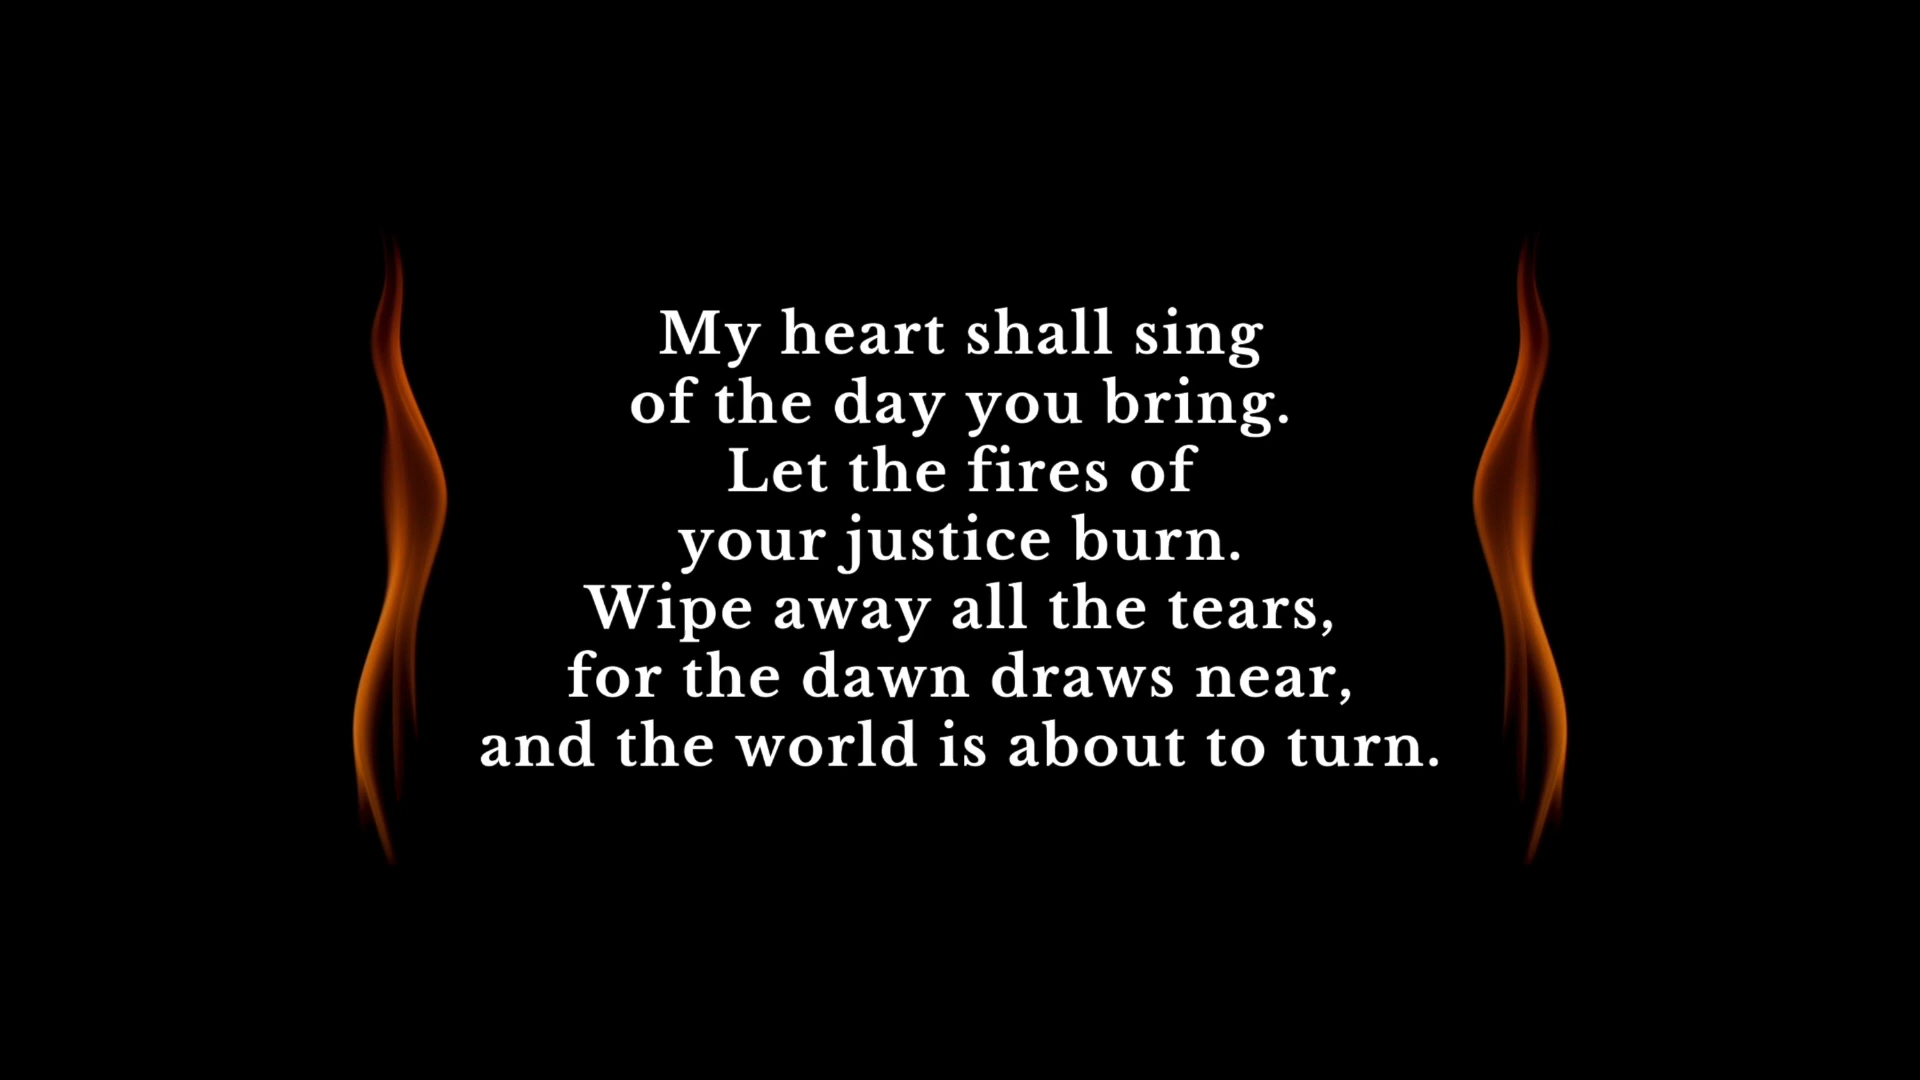 My heart shall sing
of the day you bring.
Let the fires of
your justice burn.
Wipe away all the tears,
for the dawn draws near,
and the world is about to turn.